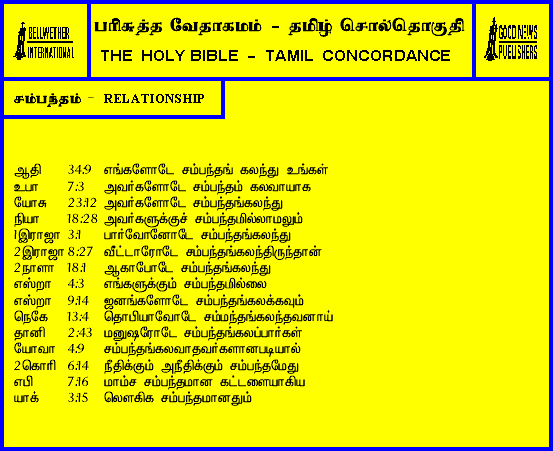 BELLWETHER
INTERNATIONAL
பரிசுத்த வேதாகமம் - தமிழ் சொல்தொகுதி
THE HOLY BIBLE - TAMIL CONCORDANCE
GOOD NEWS
PUBLISHERS
சம்பந்தம் - RELATIONSHIP
ஆதி 34:9 எங்களோடே சம்பந்தங் கலந்து உங்கள்
உபா 7:3 அவர்களோடே சம்பந்தம் கலவாயாக
யோசு 23:12 அவர்களோடே சம்பந்தங்கலந்து
நியா 18:28 அவர்களுக்குச் சம்பந்தமில்லாமலும்
1இராஜா 3:1 பார்வோனோடே சம்பந்தங்கலந்து
2இராஜா 8:27 வீட்டாரோடே சம்பந்தங்கலந்திருந்தான்
2நாளா 18:1 ஆகாபோடே சம்பந்தங்கலந்து
எஸ்றா 4:3 எங்களுக்கும் சம்பந்தமில்லை
எஸ்றா 9:14 ஜனங்களோடே சம்பந்தங்கலக்கவும்
நெகே 13:4 தொபியாவோடே சம்மந்தங்கலந்தவனாய்
தானி 2:43 மனுஷரோடே சம்பந்தங்கலப்பார்கள்
யோவா 4:9 சம்பந்தங்கலவாதவர்களானபடியால்
2கொரி 6:14 நீதிக்கும் அநீதிக்கும் சம்பந்தமேது
எபி 7:16 மாம்ச சம்பந்தமான கட்டளையாகிய
யாக் 3:15 லௌகிக சம்பந்தமானதும்